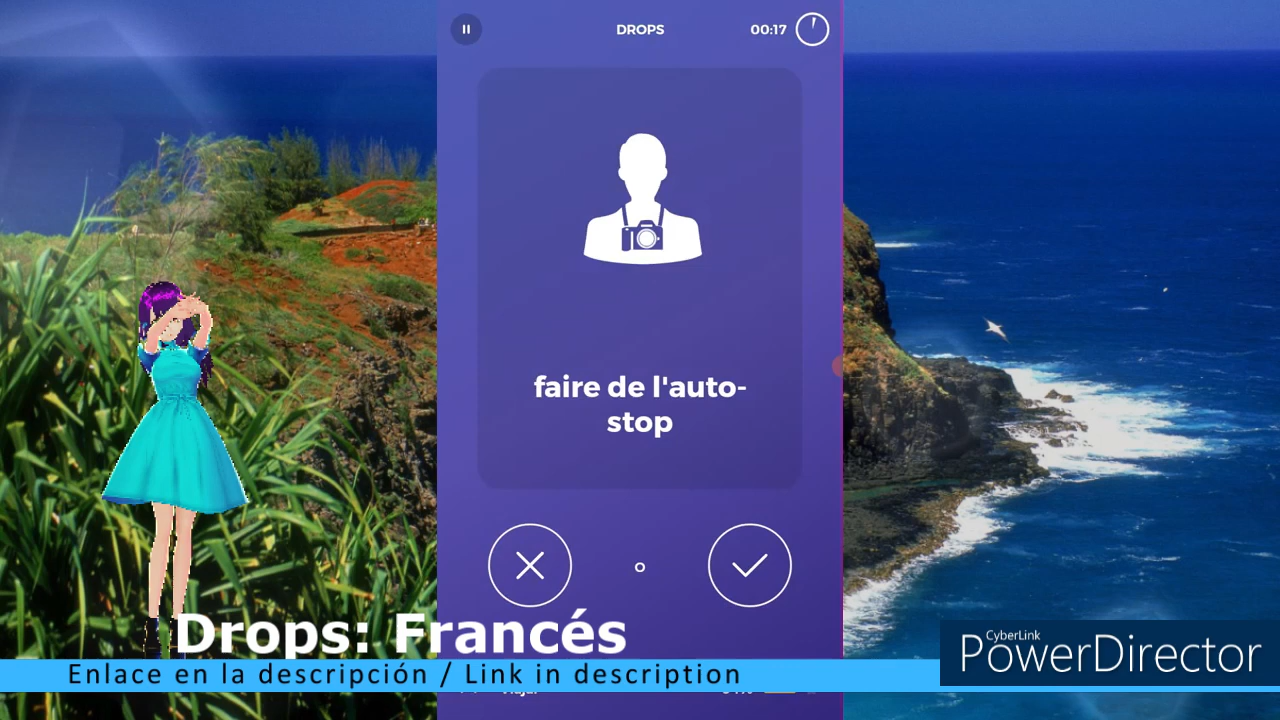 DROPS
00:17
faire de l'auto-
stop
o
Drops: Francés
Enlace en la descripción / Link in description
CyberLink
PowerDirector